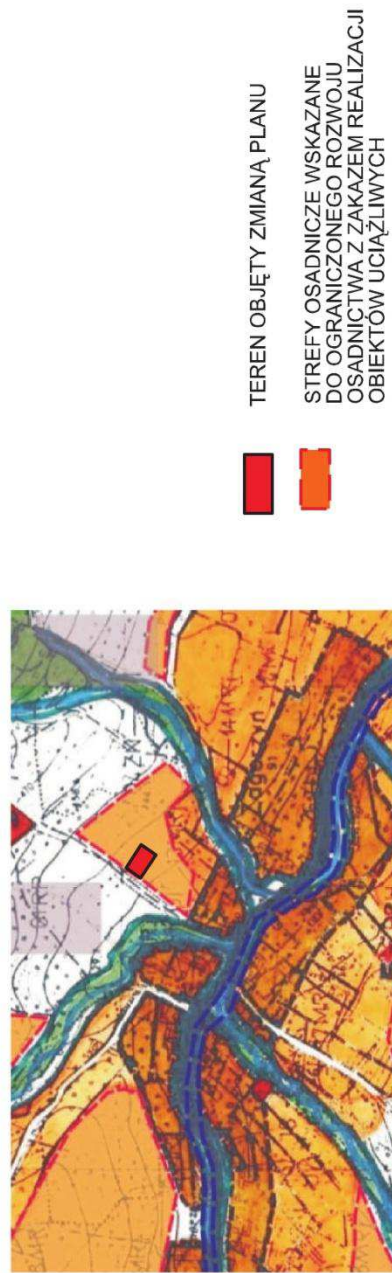 TEREN OBJĘTY ZMIANĄ PLANU
STREFY OSADNICZE WSKAZANE
DO OGRANICZONEGO ROZWOJU
OSADNICTWA Z ZAKAZEM REALIZACJI
OBIEKTÓW UCIĄŻLIWYCH